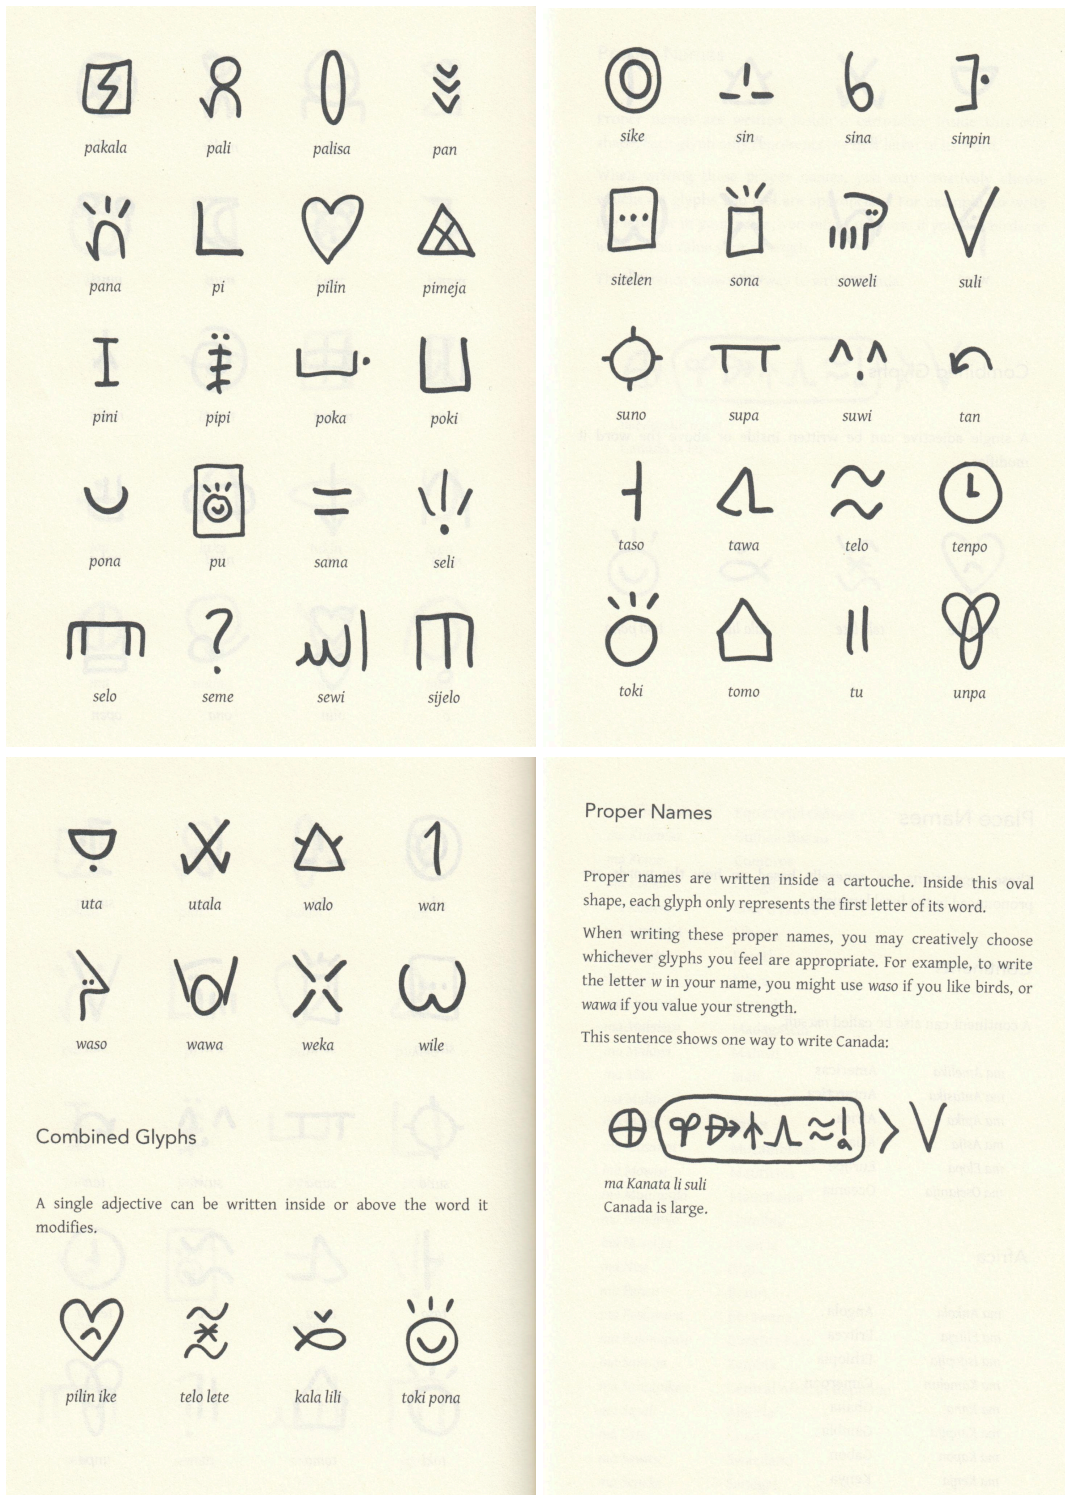 pakala pali palisa pan
pana pi pilin pimeja
pini pipi poka poki
pona pu sama seli
selo seme sewi sijelo
sike sin sina sinpin
sitelen sona soweli suli
suno supa suwi tan
taso tawa telo tenpo
toki tomo tu unpa
uta utala walo wan
waso wawa weka wile
Combined Glyphs
A single adjective can be written inside or above the word it
modifies.
pilin ike telo lete kala lili toki pona
Proper Names
Proper names are written inside a cartouche. Inside this oval
shape, each glyph only represents the first letter of its word.
When writing these proper names, you may creatively choose
whichever glyphs you feel are appropriate. For example, to write
the letter w in your name, you might use waso if you like birds, or
wawa if you value your strength.
This sentence shows one way to write Canada:
ma Kanata li suli
Canada is large.